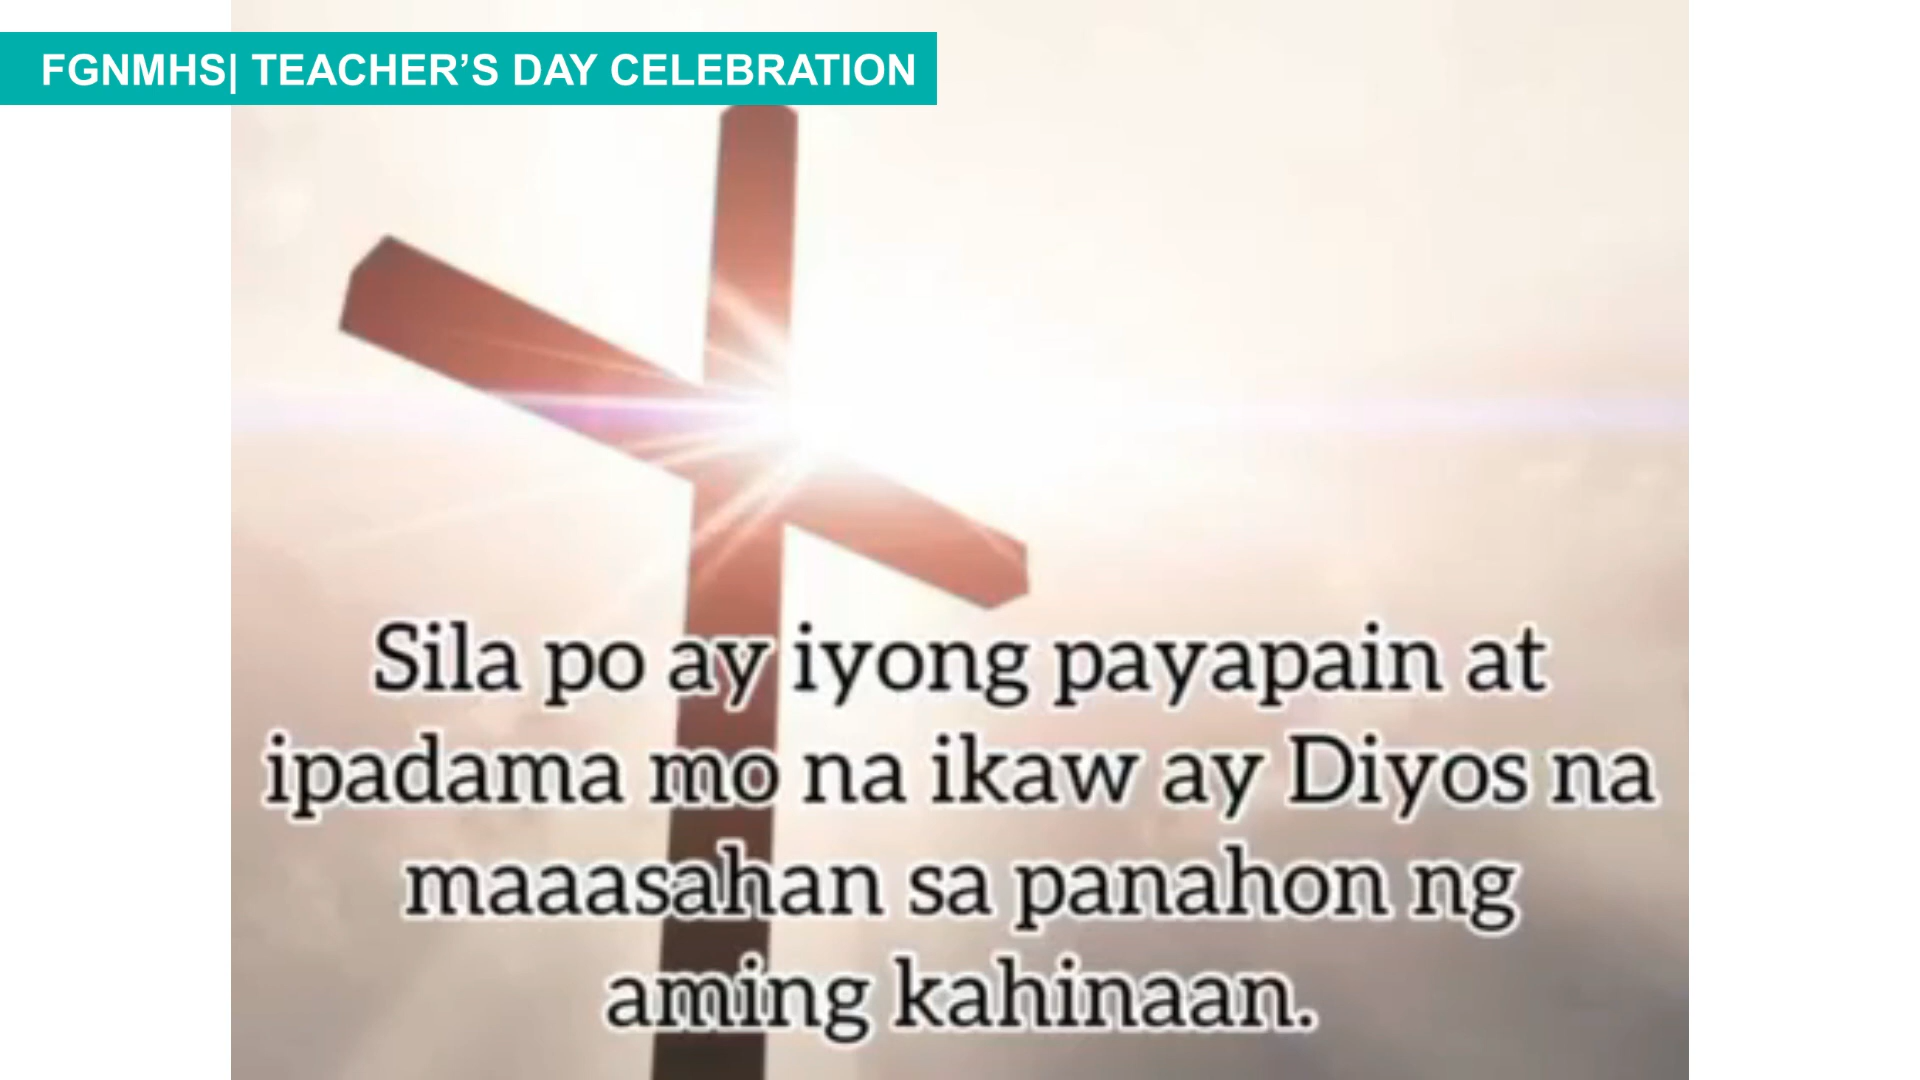 FGNMHS| TEACHER’S DAY CELEBRATION
Sila po ay iyong payapain at
ipadama mo na ikaw ay Diyos na
maaasahan sa panahon ng
aming kahinaan.